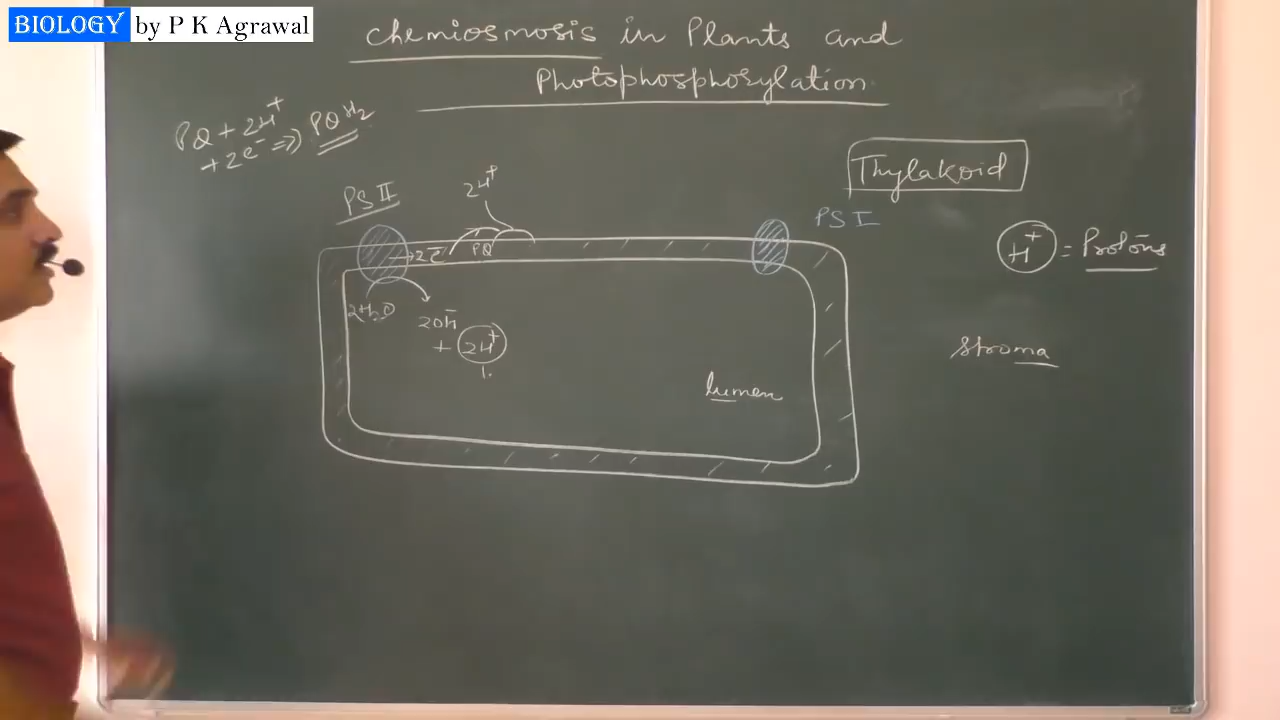 BIOLOGY by P K Agrawal
chemiosmosis in Plants and
Photophosphorylation
PQ + 2H⁺
+ 2e⁻ ⇒ PQH₂
Thylakoid
PS II
2H⁺
PS I
H⁺ = Protons
2e⁻
PQ
2H₂O
2OH⁻
+ 2H⁺
stroma
lumen